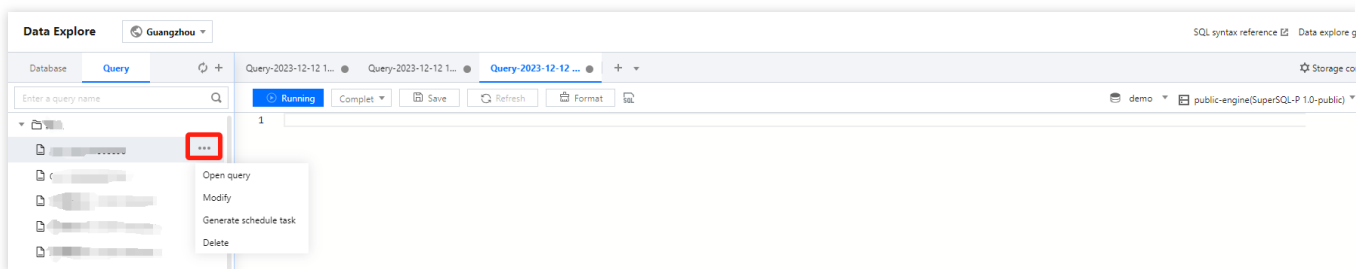 Data Explore Guangzhou SQL syntax reference Data explore g
Database Query Query-2023-12-12 1... Query-2023-12-12 1... Query-2023-12-12 ... Storage co
Enter a query name Running Complet Save Refresh Format SQL demo public-engine(SuperSQL-P 1.0-public)
1
Open query
Modify
Generate schedule task
Delete